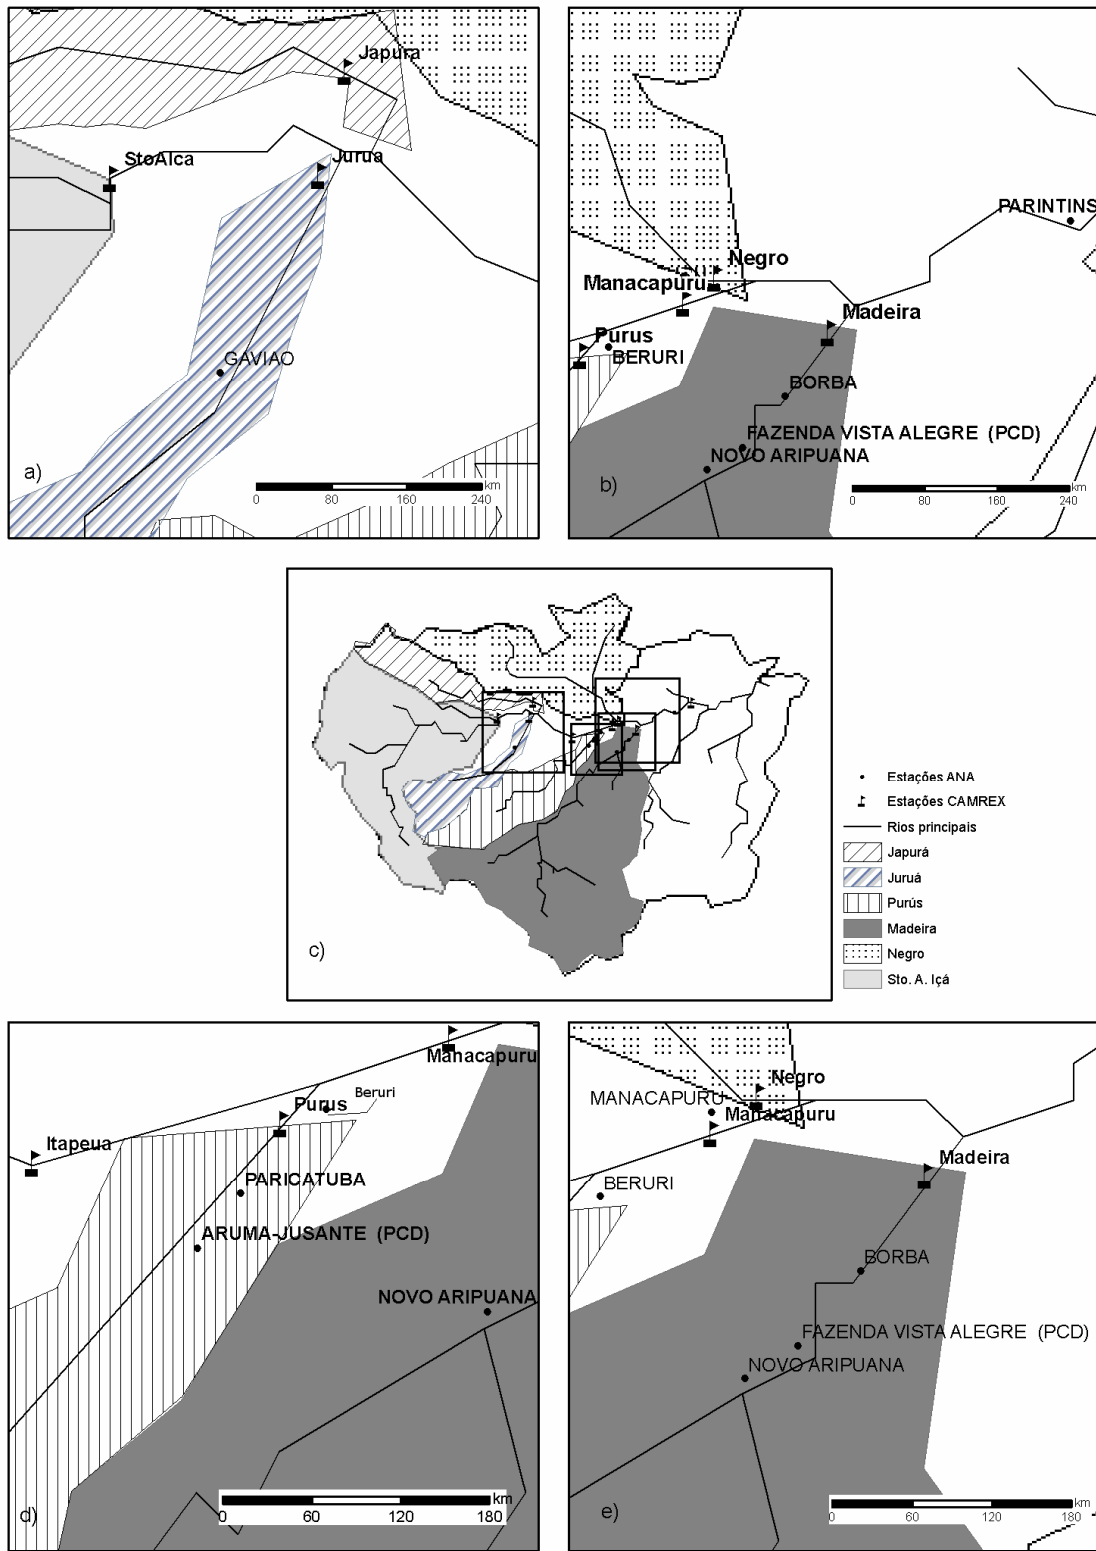 Japura
StoAlca
Jurua
GAVIAO
a)
km
0 80 160 240
PARINTINS
Negro
Manacapuru
Madeira
Purus
BERURI
BORBA
FAZENDA VISTA ALEGRE (PCD)
NOVO ARIPUANA
b)
km
0 80 160 240
c)
Estações ANA
Estações CAMREX
Rios principais
Japurá
Juruá
Purús
Madeira
Negro
Sto. A. Içá
Manacapuru
Beruri
Purus
Itapeua
PARICATUBA
ARUMA-JUSANTE (PCD)
NOVO ARIPUANA
d)
km
0 60 120 180
Negro
MANACAPURU
Manacapuru
Madeira
BERURI
BORBA
FAZENDA VISTA ALEGRE (PCD)
NOVO ARIPUANA
e)
km
0 60 120 180